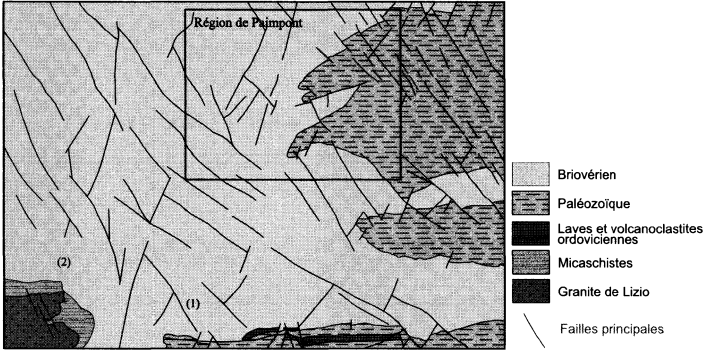 Région de Paimpont
Briovérien
Paléozoïque
Laves et volcanoclastites
ordoviciennes
(2)
Micaschistes
(1)
Granite de Lizio
Failles principales